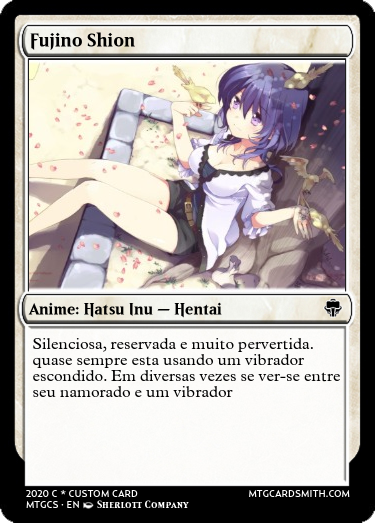 Fujino Shion
Anime: Hatsu Inu — Hentai
Silenciosa, reservada e muito pervertida.
quase sempre esta usando um vibrador
escondido. Em diversas vezes se ver-se entre
seu namorado e um vibrador
2020 C * CUSTOM CARD
MTGCARDSMITH.COM
MTGCS · EN Sherlott Company